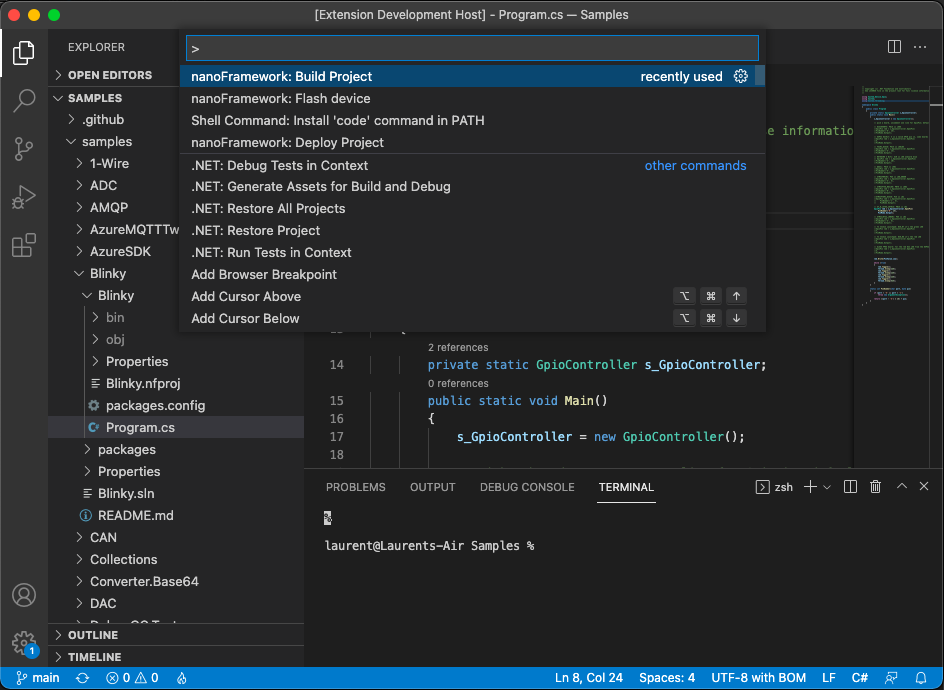 [Extension Development Host] - Program.cs — Samples
EXPLORER
OPEN EDITORS
SAMPLES
.github
samples
1-Wire
ADC
AMQP
AzureMQTTTw
AzureSDK
Blinky
Blinky
bin
obj
Properties
Blinky.nfproj
packages.config
Program.cs
packages
Properties
Blinky.sln
README.md
CAN
Collections
Converter.Base64
DAC
OUTLINE
TIMELINE
>
nanoFramework: Build Project recently used
nanoFramework: Flash device
Shell Command: Install 'code' command in PATH
nanoFramework: Deploy Project
.NET: Debug Tests in Context other commands
.NET: Generate Assets for Build and Debug
.NET: Restore All Projects
.NET: Restore Project
.NET: Run Tests in Context
Add Browser Breakpoint
Add Cursor Above ⌥ ⌘ ↑
Add Cursor Below ⌥ ⌘ ↓
e informatio
2 references
14 private static GpioController s_GpioController;
0 references
15 public static void Main()
16 {
17 s_GpioController = new GpioController();
18
PROBLEMS OUTPUT DEBUG CONSOLE TERMINAL zsh
%
laurent@Laurents-Air Samples %
1
main 0 0 Ln 8, Col 24 Spaces: 4 UTF-8 with BOM LF C#